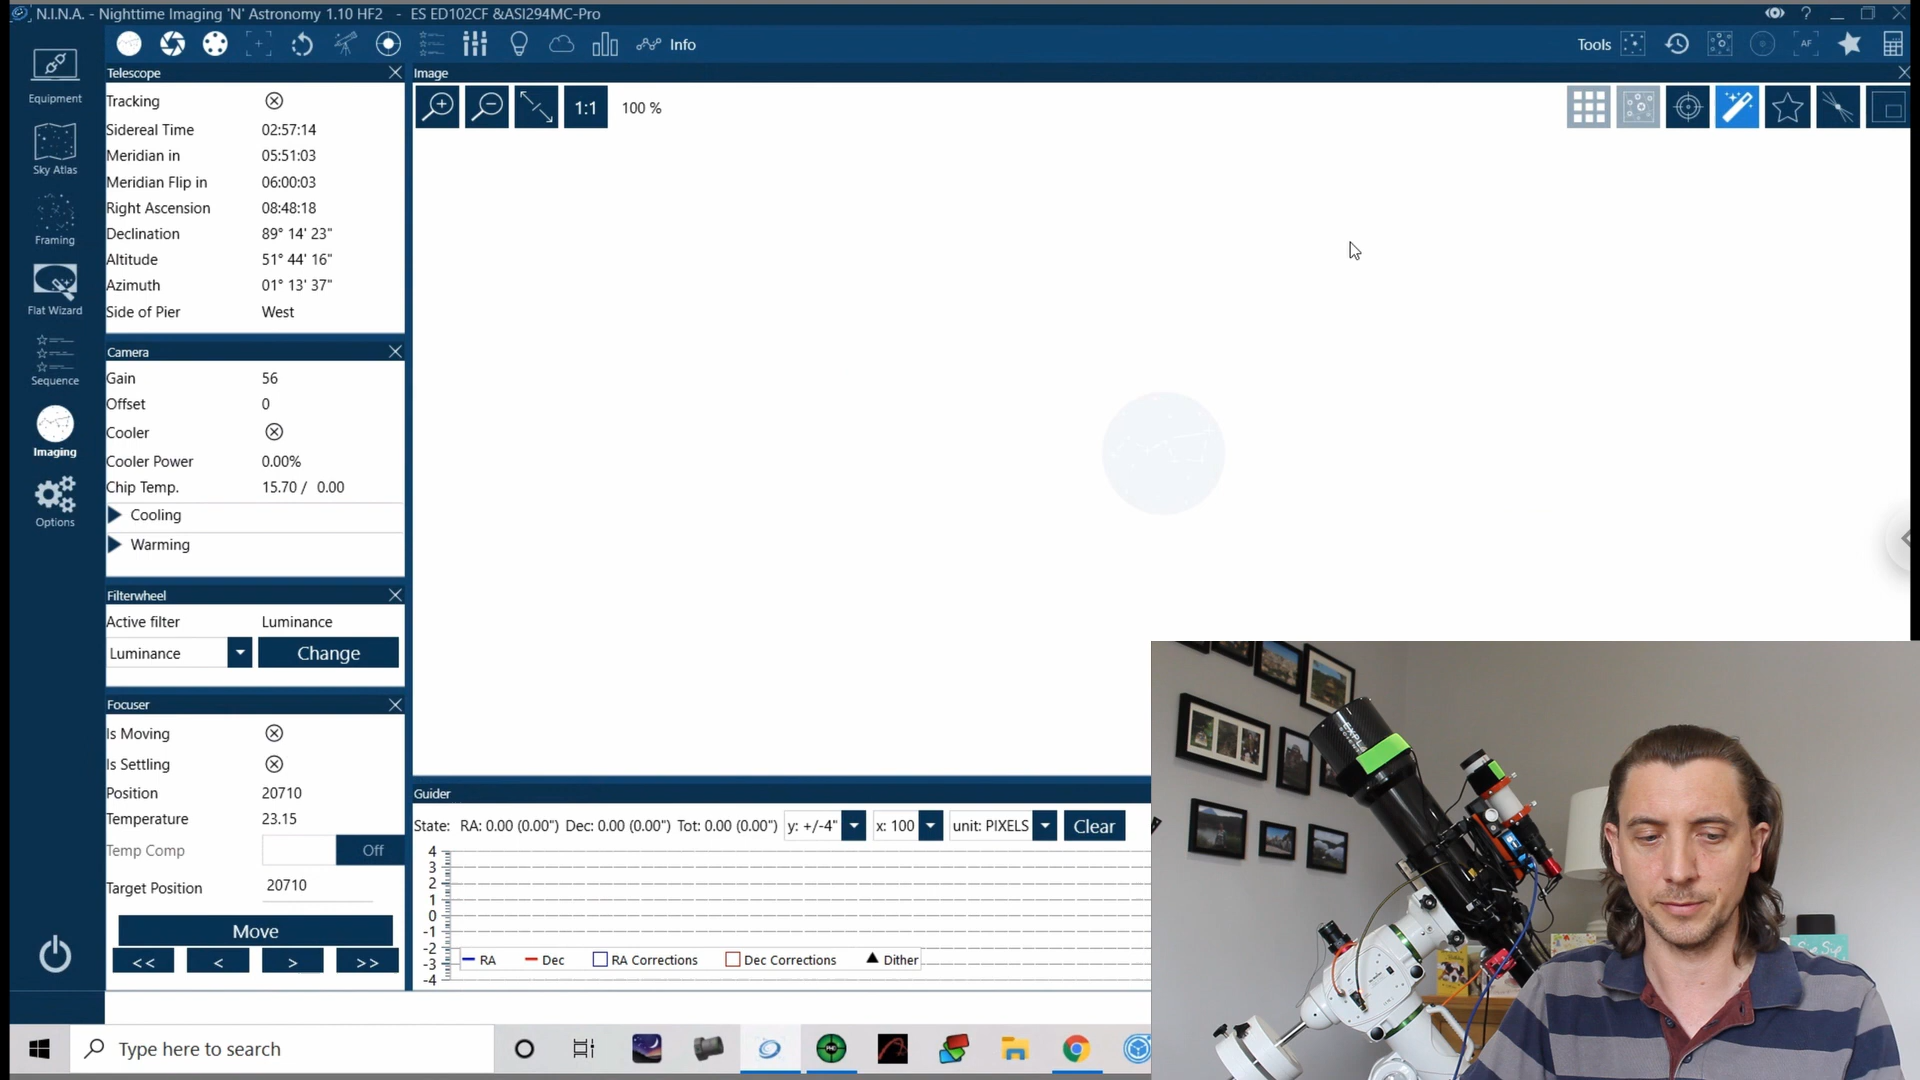 N.I.N.A. - Nighttime Imaging 'N' Astronomy 1.10 HF2 - ES ED102CF &ASI294MC-Pro
Info
Tools
AF
Equipment
Sky Atlas
Framing
Flat Wizard
Sequence
Imaging
Options
Telescope
Tracking
Sidereal Time 02:57:14
Meridian in 05:51:03
Meridian Flip in 06:00:03
Right Ascension 08:48:18
Declination 89° 14' 23"
Altitude 51° 44' 16"
Azimuth 01° 13' 37"
Side of Pier West
Camera
Gain 56
Offset 0
Cooler
Cooler Power 0.00%
Chip Temp. 15.70 / 0.00
Cooling
Warming
Filterwheel
Active filter Luminance
Luminance Change
Focuser
Is Moving
Is Settling
Position 20710
Temperature 23.15
Temp Comp Off
Target Position 20710
Move
<< < > >>
Image
1:1 100 %
Guider
State: RA: 0.00 (0.00") Dec: 0.00 (0.00") Tot: 0.00 (0.00") y: +/-4" x: 100 unit: PIXELS Clear
4
3
2
1
0
-1
-2
-3
-4
RA Dec RA Corrections Dec Corrections Dither
Type here to search